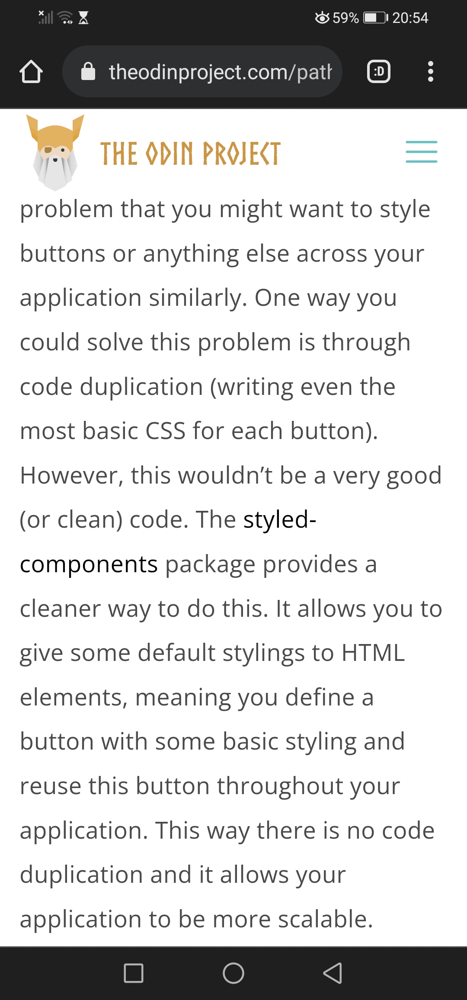 59% 20:54
theodinproject.com/path
:D
THE ODIN PROJECT
problem that you might want to style
buttons or anything else across your
application similarly. One way you
could solve this problem is through
code duplication (writing even the
most basic CSS for each button).
However, this wouldn’t be a very good
(or clean) code. The styled-
components package provides a
cleaner way to do this. It allows you to
give some default stylings to HTML
elements, meaning you define a
button with some basic styling and
reuse this button throughout your
application. This way there is no code
duplication and it allows your
application to be more scalable.